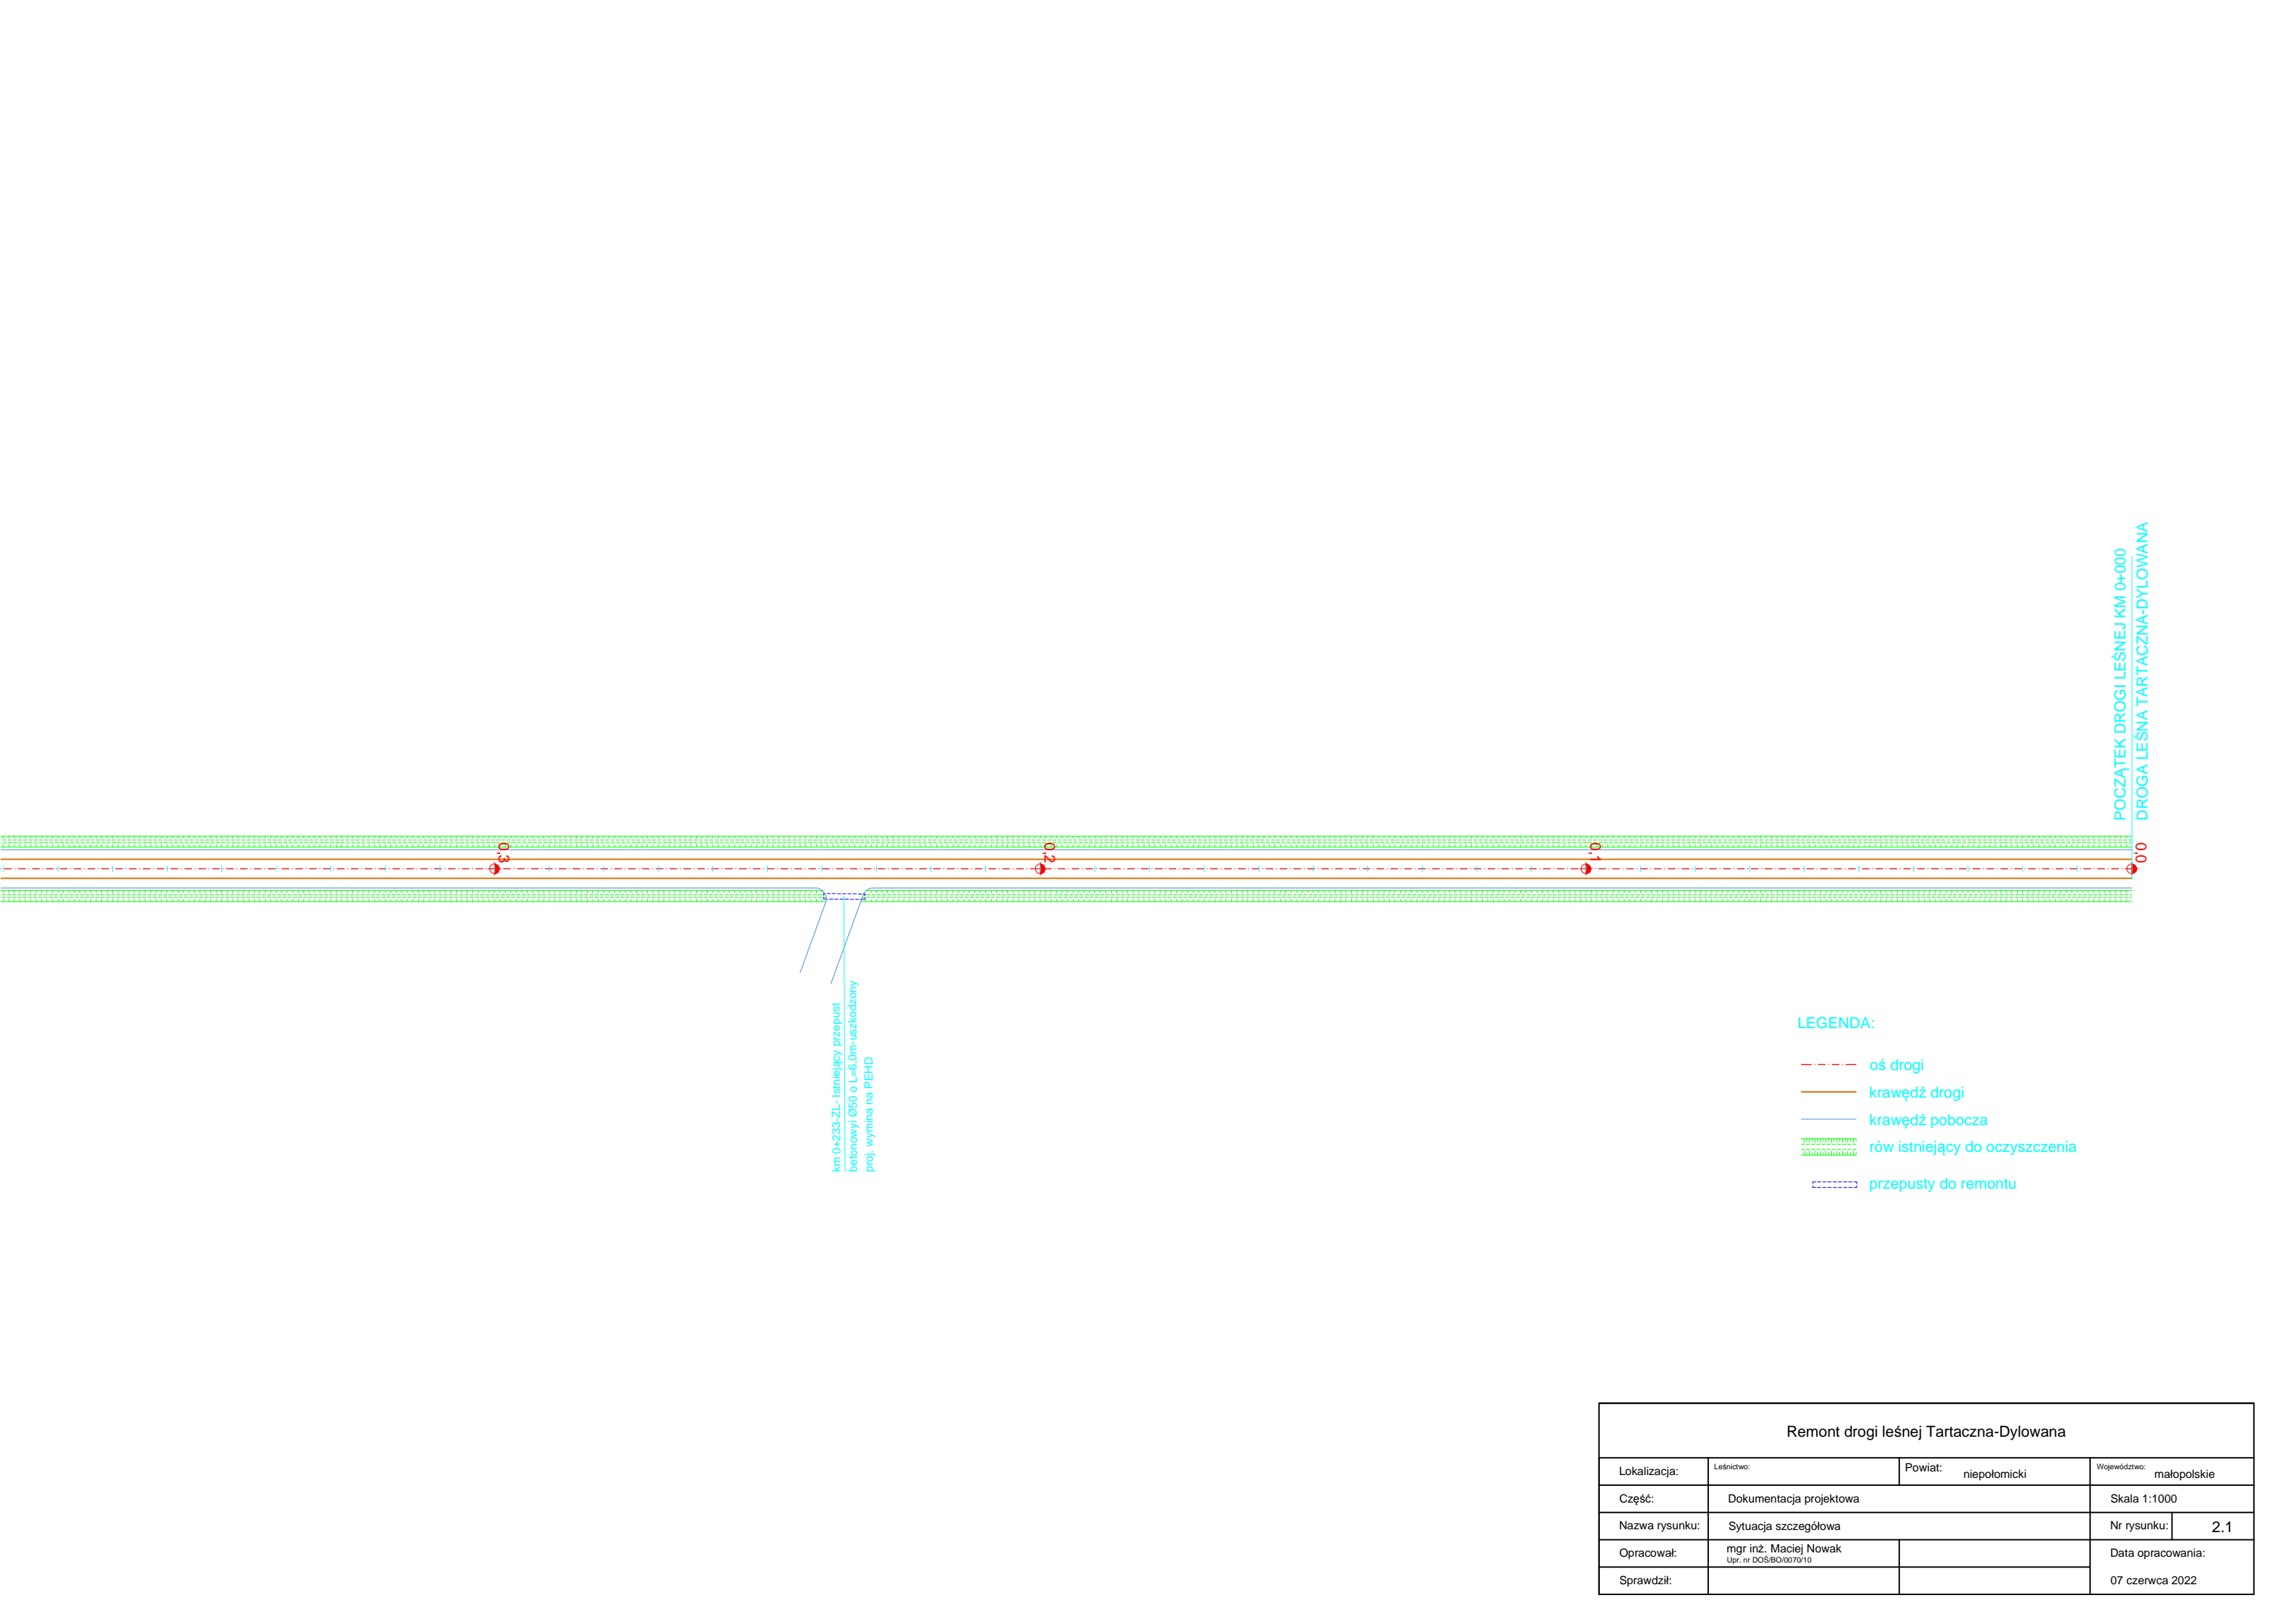 POCZĄTEK DROGI LEŚNEJ KM 0+000
DROGA LEŚNA TARTACZNA-DYLOWANA
0,3
0,2
0,1
0,0
km 0+233-ZL- Istniejący przepust
betonowyi Ø50 o L=6,0m-uszkodzony
proj. wymina na PEHD
LEGENDA:
oś drogi
krawędź drogi
krawędź pobocza
rów istniejący do oczyszczenia
przepusty do remontu
Remont drogi leśnej Tartaczna-Dylowana
Lokalizacja:
Leśnictwo:
Powiat: niepołomicki
Województwo: małopolskie
Część:
Dokumentacja projektowa
Skala 1:1000
Nazwa rysunku:
Sytuacja szczegółowa
Nr rysunku:
2.1
Opracował:
mgr inż. Maciej Nowak
Upr. nr DOŚ/BO/0070/10
Data opracowania:
Sprawdził:
07 czerwca 2022